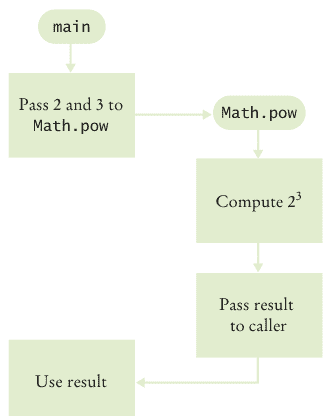 main
Pass 2 and 3 to
Math.pow
Math.pow
Compute 2³
Pass result
to caller
Use result